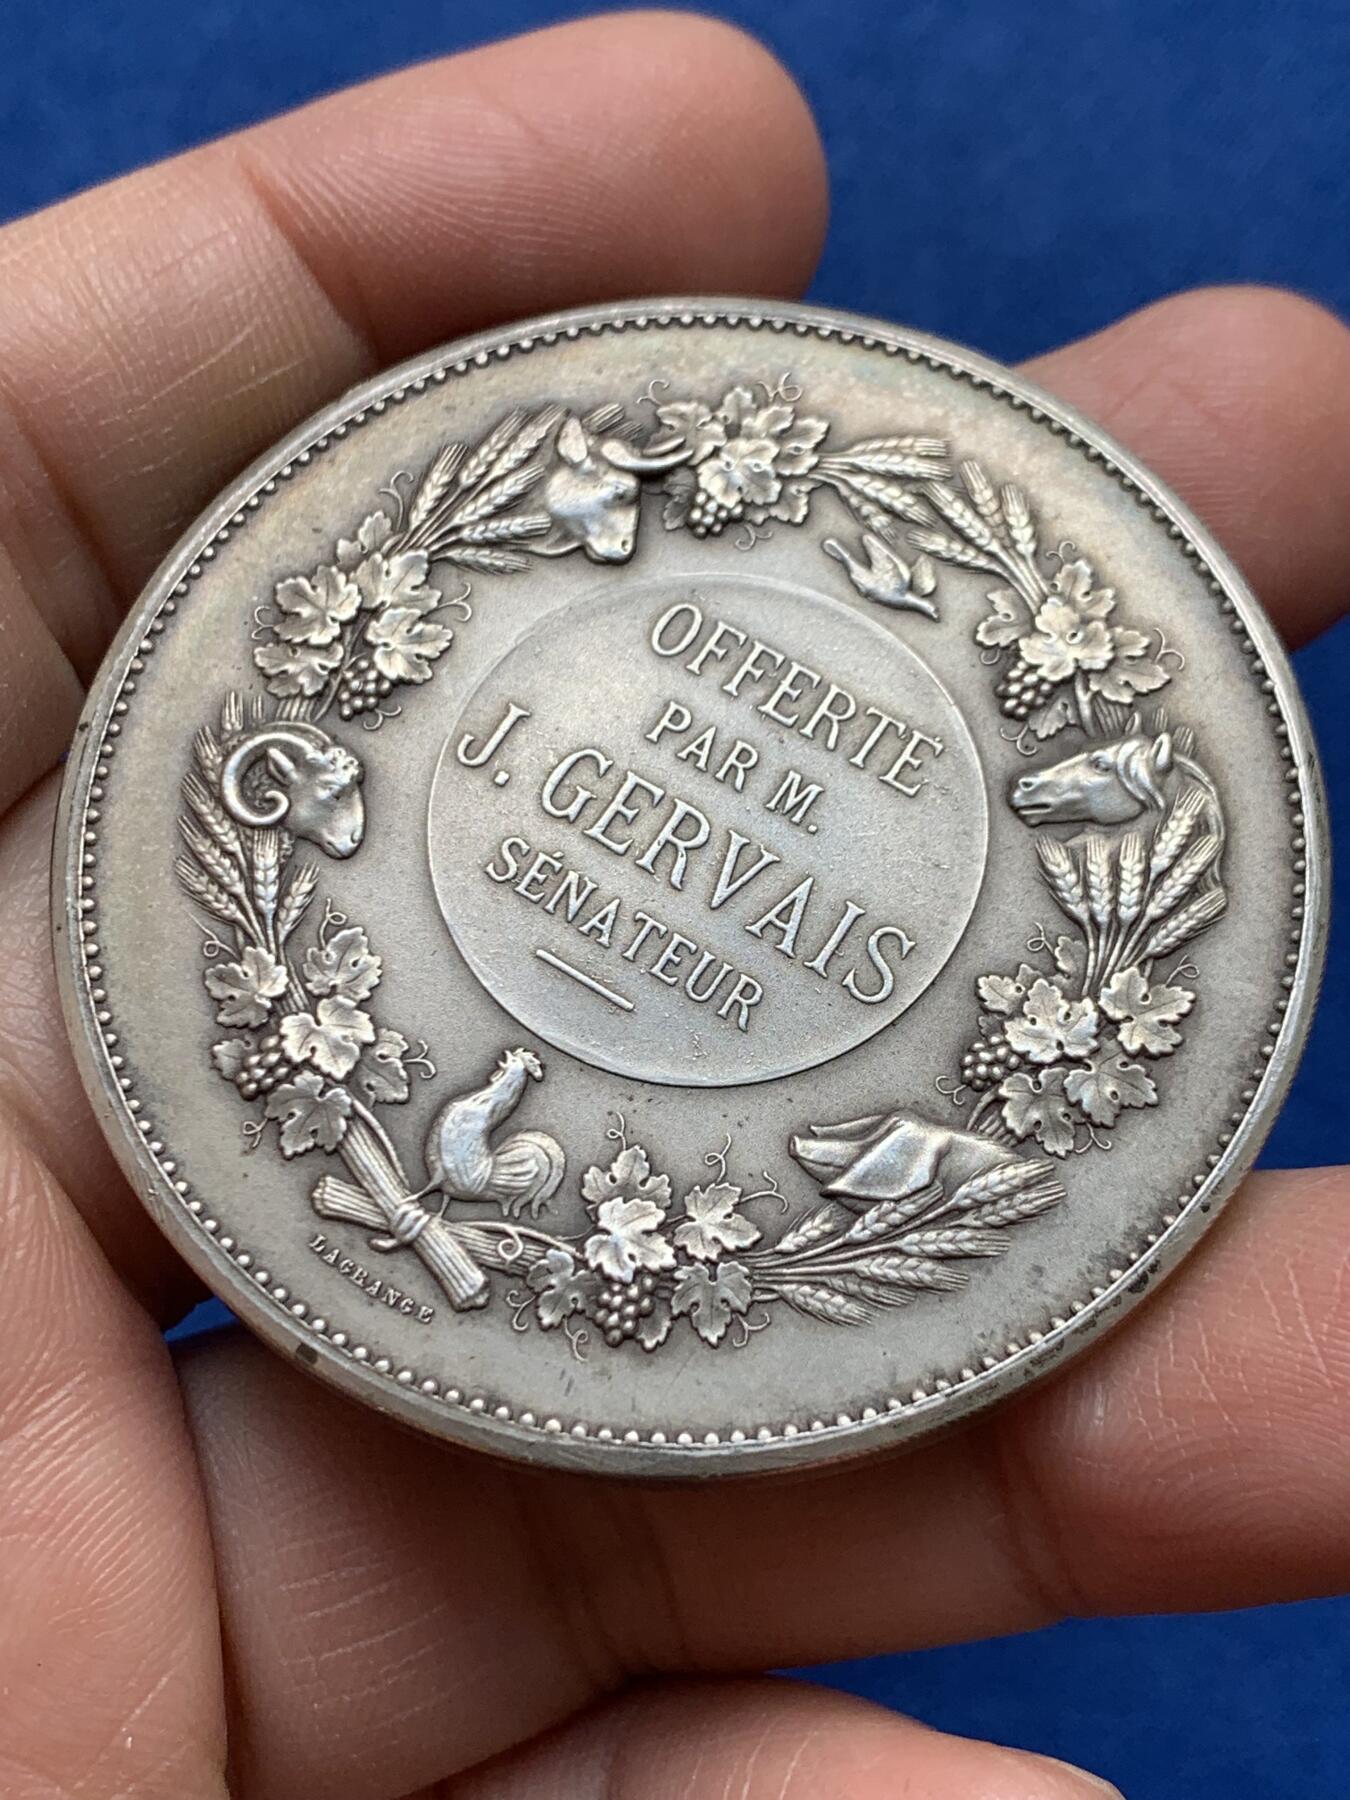 OFFERTE
PAR M.
J. GERVAIS
SÉNATEUR
LAGRANGE